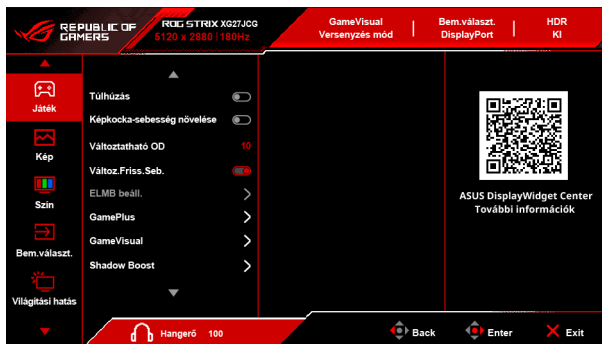 REPUBLIC OF
GAMERS
ROG STRIX XG27JCG
5120 x 2880 | 180Hz
GameVisual
Versenyzés mód
Bem.választ.
DisplayPort
HDR
KI
Játék
Kép
Szín
Bem.választ.
Világítási hatás
Túlhúzás
Képkocka-sebesség növelése
Változtatható OD 10
Változ.Friss.Seb.
ELMB beáll.
GamePlus
GameVisual
Shadow Boost
ASUS DisplayWidget Center
További információk
Hangerő 100
Back
Enter
Exit